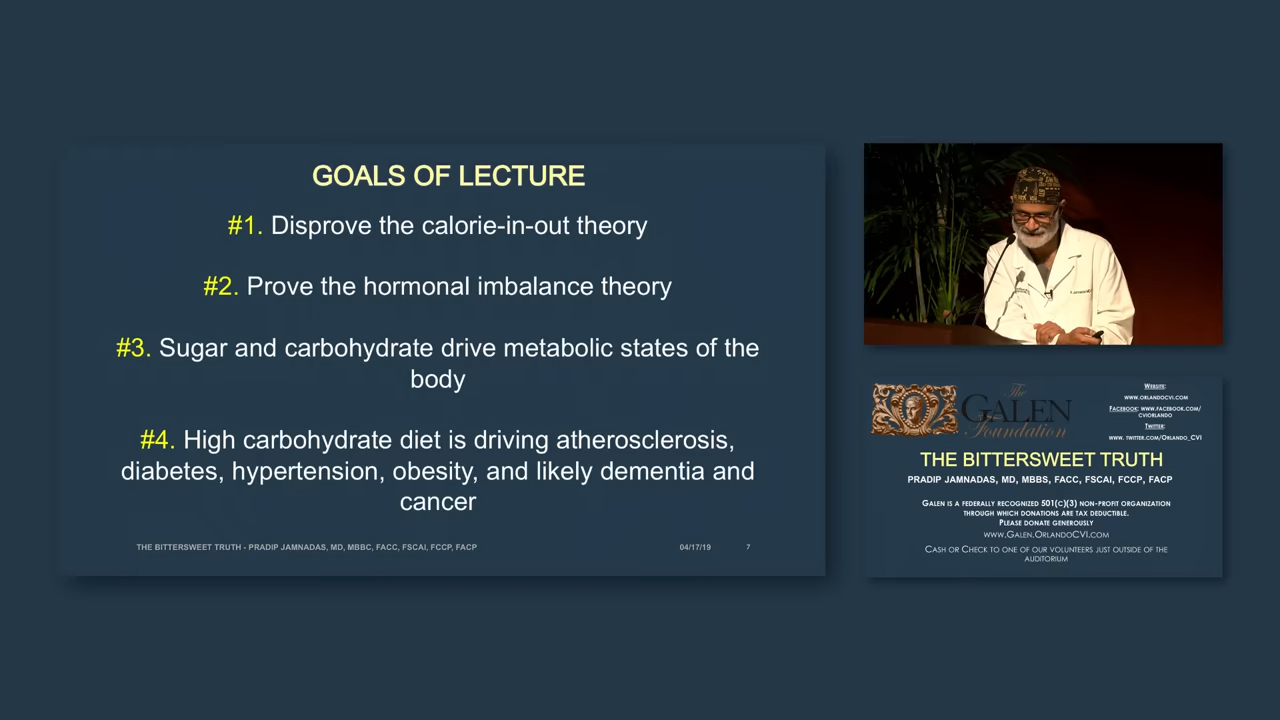 GOALS OF LECTURE
#1. Disprove the calorie-in-out theory
#2. Prove the hormonal imbalance theory
#3. Sugar and carbohydrate drive metabolic states of the
body
#4. High carbohydrate diet is driving atherosclerosis,
diabetes, hypertension, obesity, and likely dementia and
cancer
THE BITTERSWEET TRUTH - PRADIP JAMNADAS, MD, MBBC, FACC, FSCAI, FCCP, FACP
04/17/19
7
The
GALEN
Foundation
WEBSITE:
WWW.ORLANDOCVI.COM
FACEBOOK: WWW.FACEBOOK.COM/
CVIORLANDO
TWITTER:
WWW. TWITTER.COM/ORLANDO_CVI
THE BITTERSWEET TRUTH
PRADIP JAMNADAS, MD, MBBS, FACC, FSCAI, FCCP, FACP
GALEN IS A FEDERALLY RECOGNIZED 501(C)(3) NON-PROFIT ORGANIZATION
THROUGH WHICH DONATIONS ARE TAX DEDUCTIBLE.
PLEASE DONATE GENEROUSLY
WWW.GALEN.ORLANDOCVI.COM
CASH OR CHECK TO ONE OF OUR VOLUNTEERS JUST OUTSIDE OF THE
AUDITORIUM